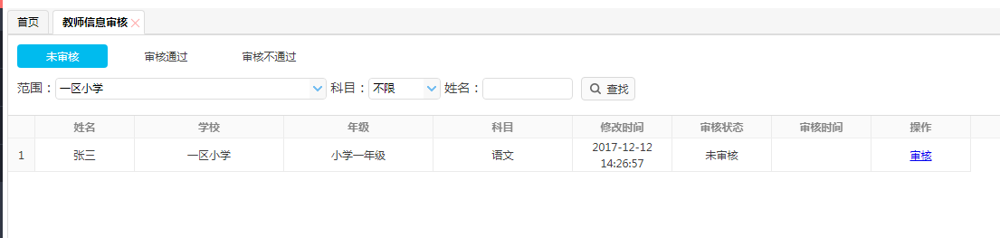 首页 教师信息审核
未审核 审核通过 审核不通过
范围：一区小学 科目：不限 姓名： 查找
姓名 学校 年级 科目 修改时间 审核状态 审核时间 操作
1 张三 一区小学 小学一年级 语文 2017-12-12 14:26:57 未审核 审核